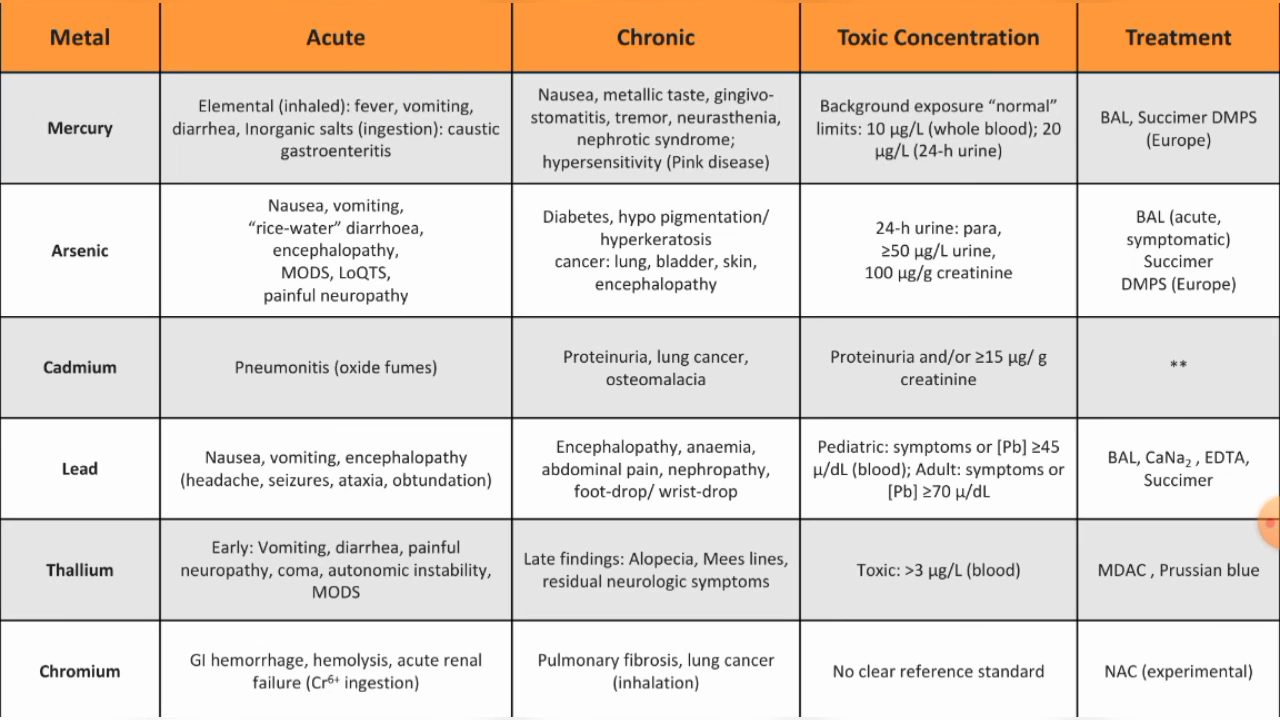 Metal
Acute
Chronic
Toxic Concentration
Treatment
Mercury
Elemental (inhaled): fever, vomiting,
diarrhea, Inorganic salts (ingestion): caustic
gastroenteritis
Nausea, metallic taste, gingivo-
stomatitis, tremor, neurasthenia,
nephrotic syndrome;
hypersensitivity (Pink disease)
Background exposure “normal”
limits: 10 µg/L (whole blood); 20
µg/L (24-h urine)
BAL, Succimer DMPS
(Europe)
Arsenic
Nausea, vomiting,
“rice-water” diarrhoea,
encephalopathy,
MODS, LoQTS,
painful neuropathy
Diabetes, hypo pigmentation/
hyperkeratosis
cancer: lung, bladder, skin,
encephalopathy
24-h urine: para,
≥50 µg/L urine,
100 µg/g creatinine
BAL (acute,
symptomatic)
Succimer
DMPS (Europe)
Cadmium
Pneumonitis (oxide fumes)
Proteinuria, lung cancer,
osteomalacia
Proteinuria and/or ≥15 µg/ g
creatinine
**
Lead
Nausea, vomiting, encephalopathy
(headache, seizures, ataxia, obtundation)
Encephalopathy, anaemia,
abdominal pain, nephropathy,
foot-drop/ wrist-drop
Pediatric: symptoms or [Pb] ≥45
µ/dL (blood); Adult: symptoms or
[Pb] ≥70 µ/dL
BAL, CaNa₂ , EDTA,
Succimer
Thallium
Early: Vomiting, diarrhea, painful
neuropathy, coma, autonomic instability,
MODS
Late findings: Alopecia, Mees lines,
residual neurologic symptoms
Toxic: >3 µg/L (blood)
MDAC , Prussian blue
Chromium
GI hemorrhage, hemolysis, acute renal
failure (Cr⁶⁺ ingestion)
Pulmonary fibrosis, lung cancer
(inhalation)
No clear reference standard
NAC (experimental)